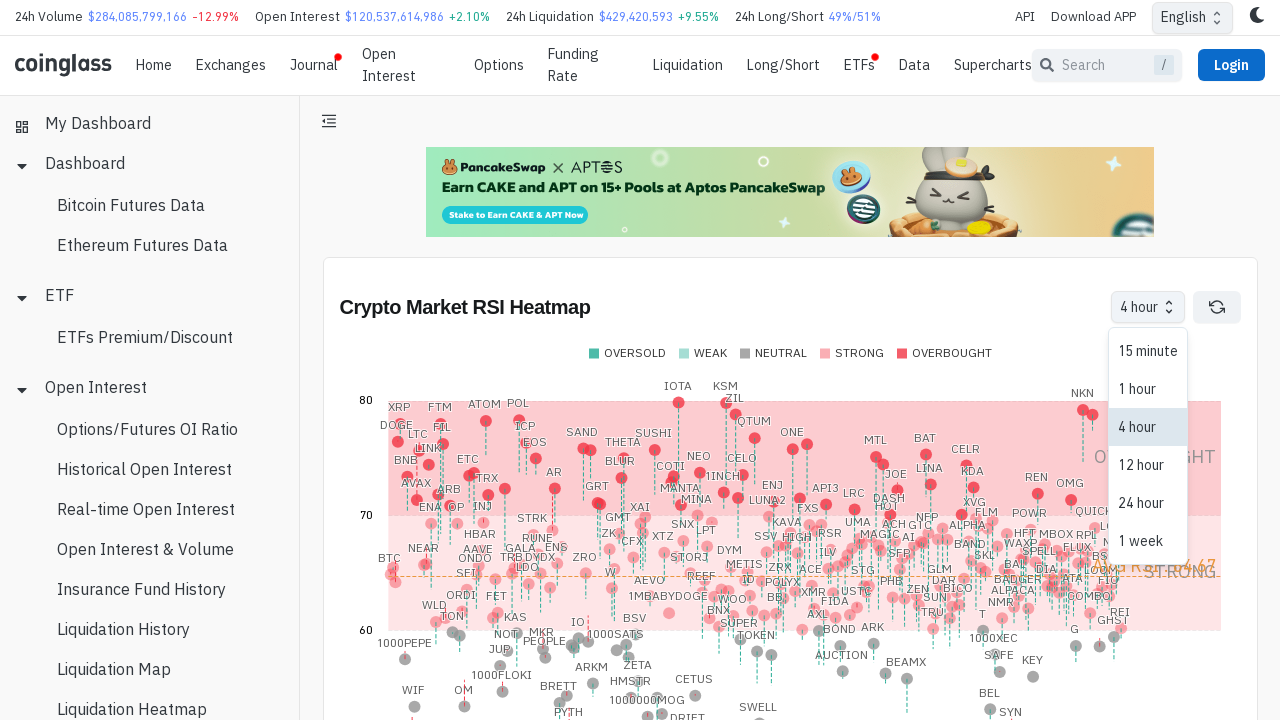 24h Volume $284,085,799,166 -12.99% Open Interest $120,537,614,986 +2.10% 24h Liquidation $429,420,593 +9.55% 24h Long/Short 49%/51% API Download APP English
coinglass Home Exchanges Journal Open Interest Options Funding Rate Liquidation Long/Short ETFs Data Supercharts Search / Login
My Dashboard
Dashboard
Bitcoin Futures Data
Ethereum Futures Data
ETF
ETFs Premium/Discount
Open Interest
Options/Futures OI Ratio
Historical Open Interest
Real-time Open Interest
Open Interest & Volume
Insurance Fund History
Liquidation History
Liquidation Map
Liquidation Heatmap
PancakeSwap × APTOS
Earn CAKE and APT on 15+ Pools at Aptos PancakeSwap
Stake to Earn CAKE & APT Now
Crypto Market RSI Heatmap
4 hour
15 minute
1 hour
4 hour
12 hour
24 hour
1 week
OVERSOLD WEAK NEUTRAL STRONG OVERBOUGHT
80
70
60
IOTA KSM ZIL NKN
XRP FTM ATOM POL
DOGE FIL ICP QTUM
LTC EOS SAND SUSHI ONE MTL BAT
LINK THETA CELR
BNB ETC BLUR NEO CELO LINA KDA
AR COTI 1INCH JOE REN OMG
AVAX TRX GRT MANTA ENJ API3 LRC
ARB MINA LUNA2 DASH XVG
ENA OP INJ XAI FXS HOT FLM POWR
STRK GMT SNX KAVA UMA ACH GTC NFP ALPHA
HBAR RUNE ZK CFX XTZ LPT SSV HIGH RSR MAGIC AI HFT MBOX RPL
NEAR AAVE GALA ENS DYM ILV SFP BAND WAXP FLUX
BTC ONDO TRB DYDX ZRO STORJ METIS ZRX ACE STG GLM CKL BAL SPELL
SFT LDO W AEVO REEF ID POLYX PHB DAR BADGER DIA ATA LOOM
ORDI FET 1MBABYDOGE WOO BB XMR USTC ZEN BICO ALPACA COMBO FIO
WLD TON KAS BSV BNX AXL FIDA SUN NMR REI
IO SUPER TRU T GHST
NOT MKR 1000SATS TOKEN BOND ARK 1000XEC G
1000PEPE PEOPLE
JUP ARKM ZETA AUCTION BEAMX SAFE KEY
1000FLOKI HMSTR CETUS
WIF OM BRETT 1000000MOG BEL
PYTH DRIFT SWELL SYN
STRONG